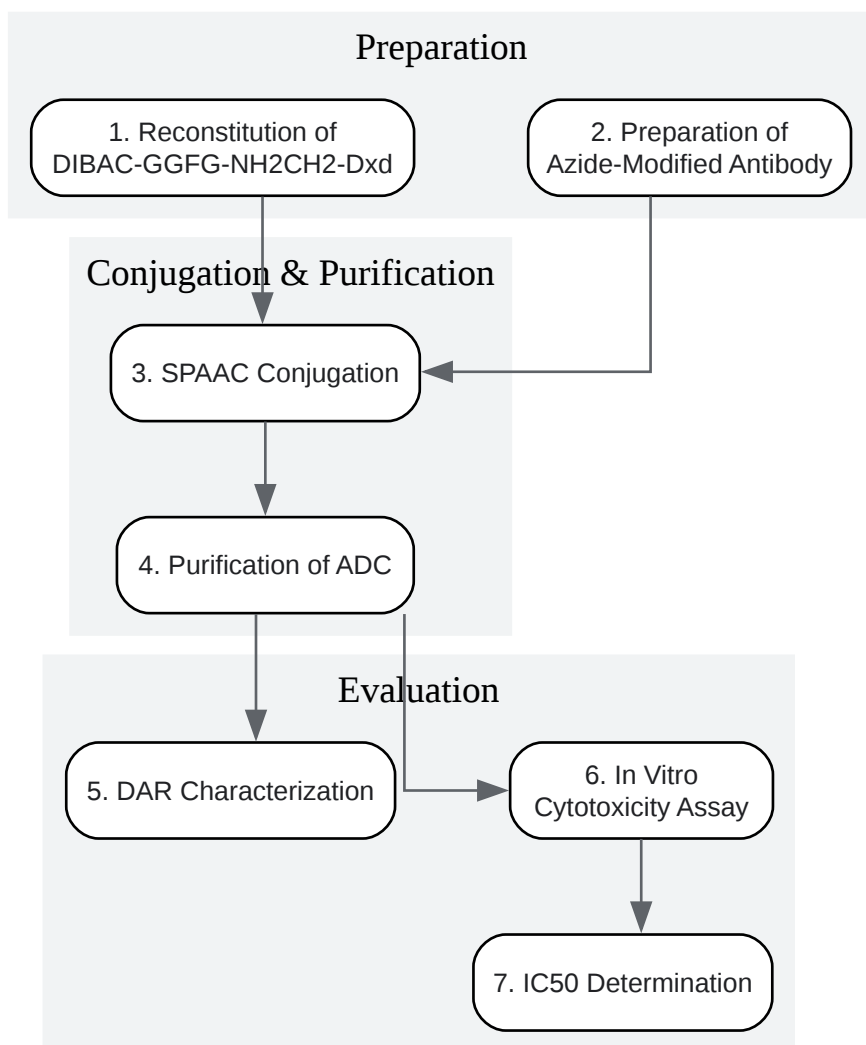 Preparation
1. Reconstitution of
DIBAC-GGFG-NH2CH2-Dxd
2. Preparation of
Azide-Modified Antibody
Conjugation & Purification
3. SPAAC Conjugation
4. Purification of ADC
Evaluation
5. DAR Characterization
6. In Vitro
Cytotoxicity Assay
7. IC50 Determination